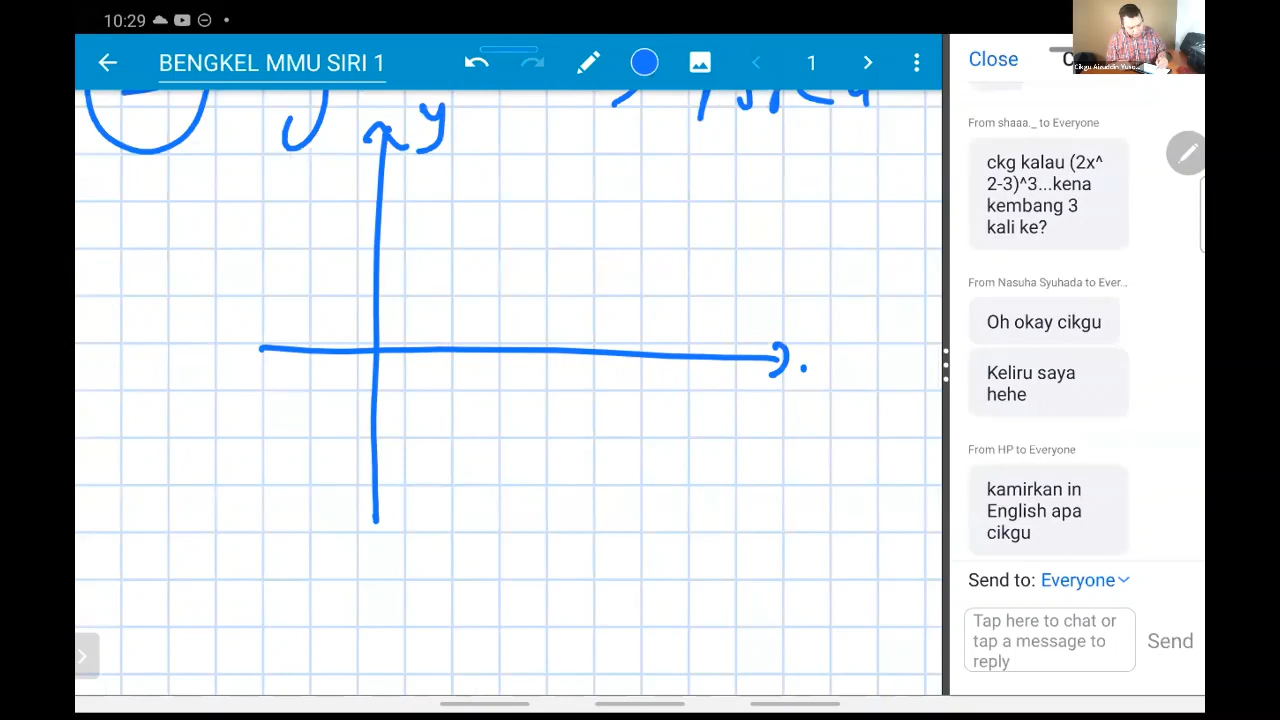 10:29
BENGKEL MMU SIRI 1
1
y
Close
From shaaa._ to Everyone
ckg kalau (2x^
2-3)^3...kena
kembang 3
kali ke?
From Nasuha Syuhada to Ever...
Oh okay cikgu
Keliru saya
hehe
From HP to Everyone
kamirkan in
English apa
cikgu
Send to: Everyone
Tap here to chat or
tap a message to
reply
Send